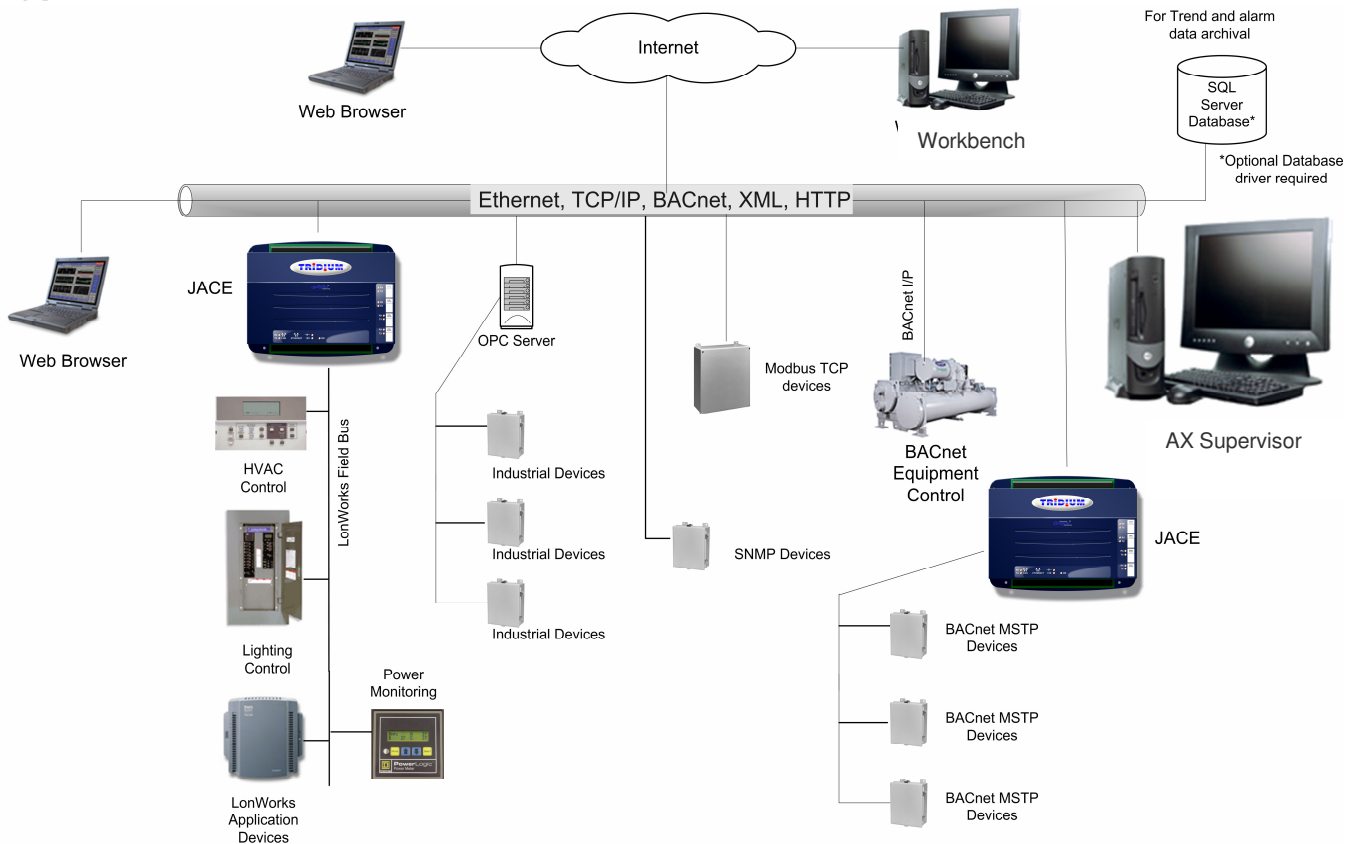 For Trend and alarm
data archival
Internet
Web Browser
Workbench
SQL
Server
Database*
*Optional Database
driver required
Ethernet, TCP/IP, BACnet, XML, HTTP
JACE
TRIDIUM
Web Browser
OPC Server
BACnet I/P
Modbus TCP
devices
AX Supervisor
HVAC
Control
LonWorks Field Bus
Industrial Devices
BACnet
Equipment
Control
TRIDIUM
JACE
Industrial Devices
SNMP Devices
Industrial Devices
Lighting
Control
BACnet MSTP
Devices
Power
Monitoring
PowerLogic
Power Meter
BACnet MSTP
Devices
LonWorks
Application
Devices
BACnet MSTP
Devices